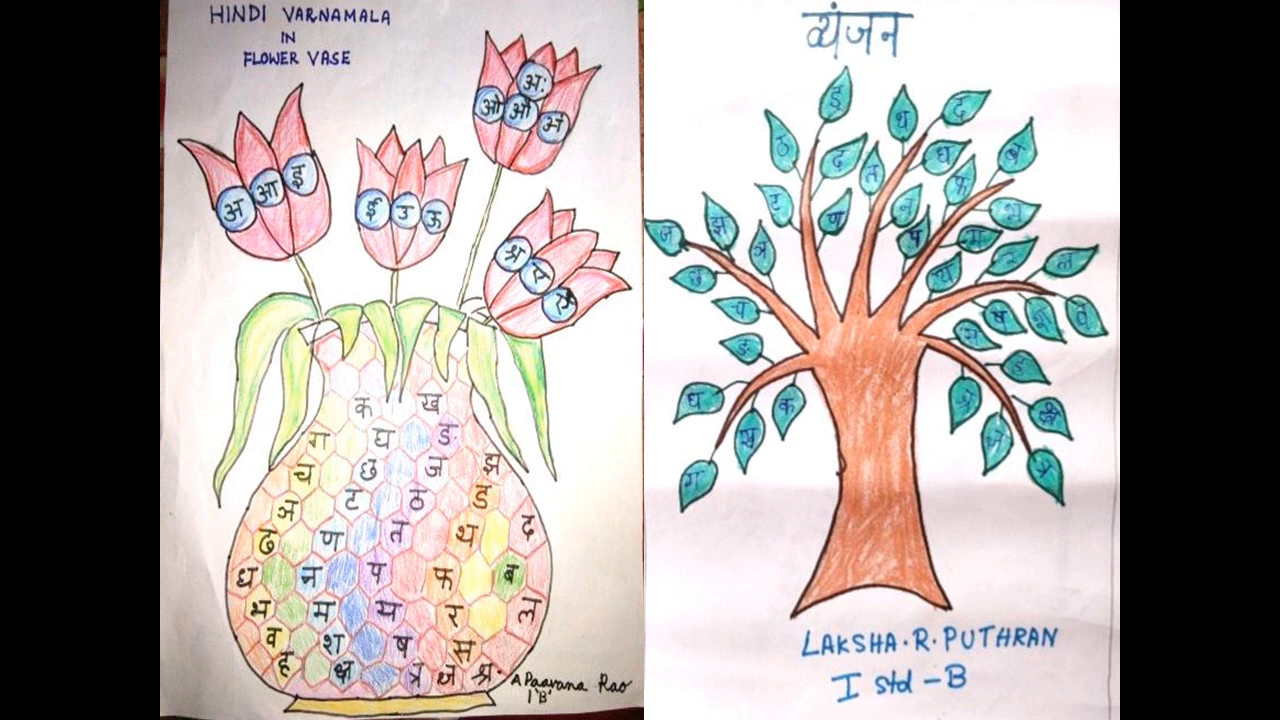 HINDI VARNAMALA
IN
FLOWER VASE
अ आ इ
ई उ ऊ
अः
ओ औ अं
ऋ ए ऐ
क ख
ग घ ङ
च छ ज झ
ञ ट ठ ड
ढ ण त थ द
ध न प फ ब
भ म य र ल
व श ष स
ह क्ष त्र ज्ञ श्र
A Paavana Rao
I 'B'
व्यंजन
ड द
थ
ठ ढ त ध ब
फ
ट ण न भ
ज झ ञ प म
छ य र ल
च व
ङ
घ क
ख
ग
LAKSHA.R.PUTHRAN
I std - B